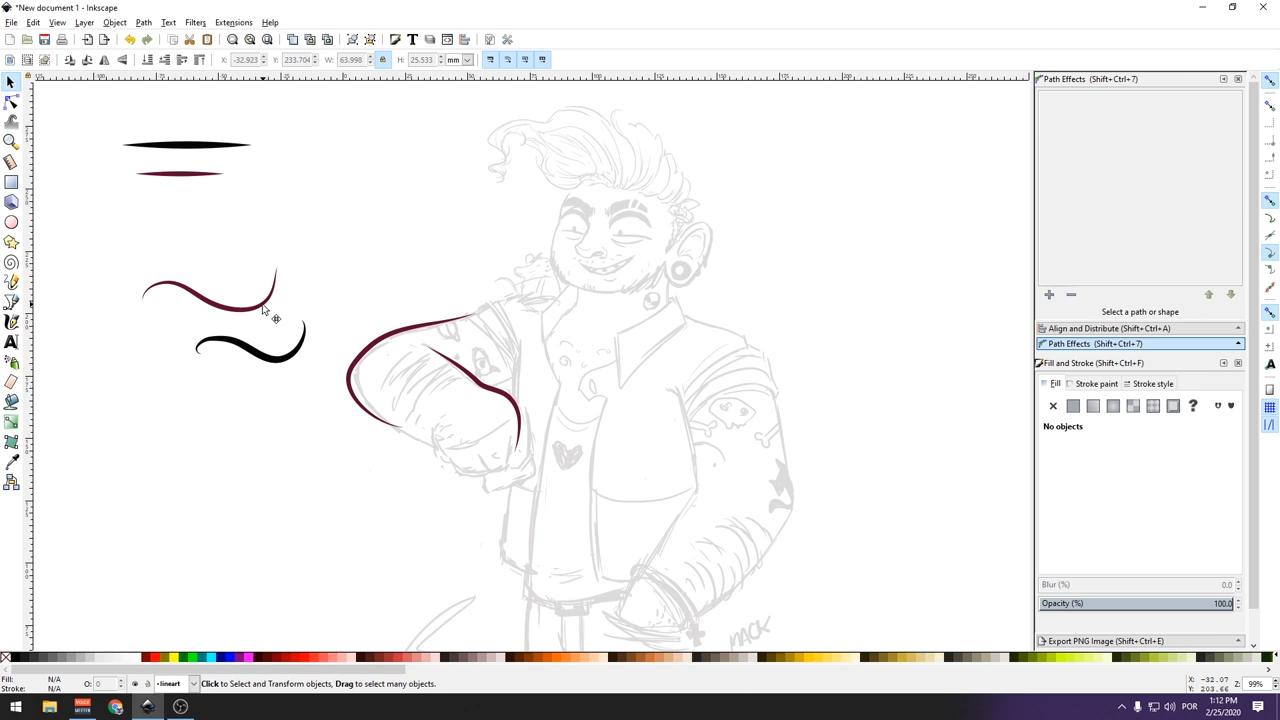 *New document 1 - Inkscape
File Edit View Layer Object Path Text Filters Extensions Help
X: -32.923 Y: 233.704 W: 63.998 H: 25.533 mm
Path Effects (Shift+Ctrl+7)
Select a path or shape
Align and Distribute (Shift+Ctrl+A)
Path Effects (Shift+Ctrl+7)
Fill and Stroke (Shift+Ctrl+F)
Fill Stroke paint Stroke style
No objects
Blur (%) 0.0
Opacity (%) 100.0
Export PNG Image (Shift+Ctrl+E)
MACK
Fill: N/A
Stroke: N/A
O: 0
lineart
Click to Select and Transform objects, Drag to select many objects.
X: -32.07
Y: 203.66
Z: 99%
POR
1:12 PM
2/25/2020